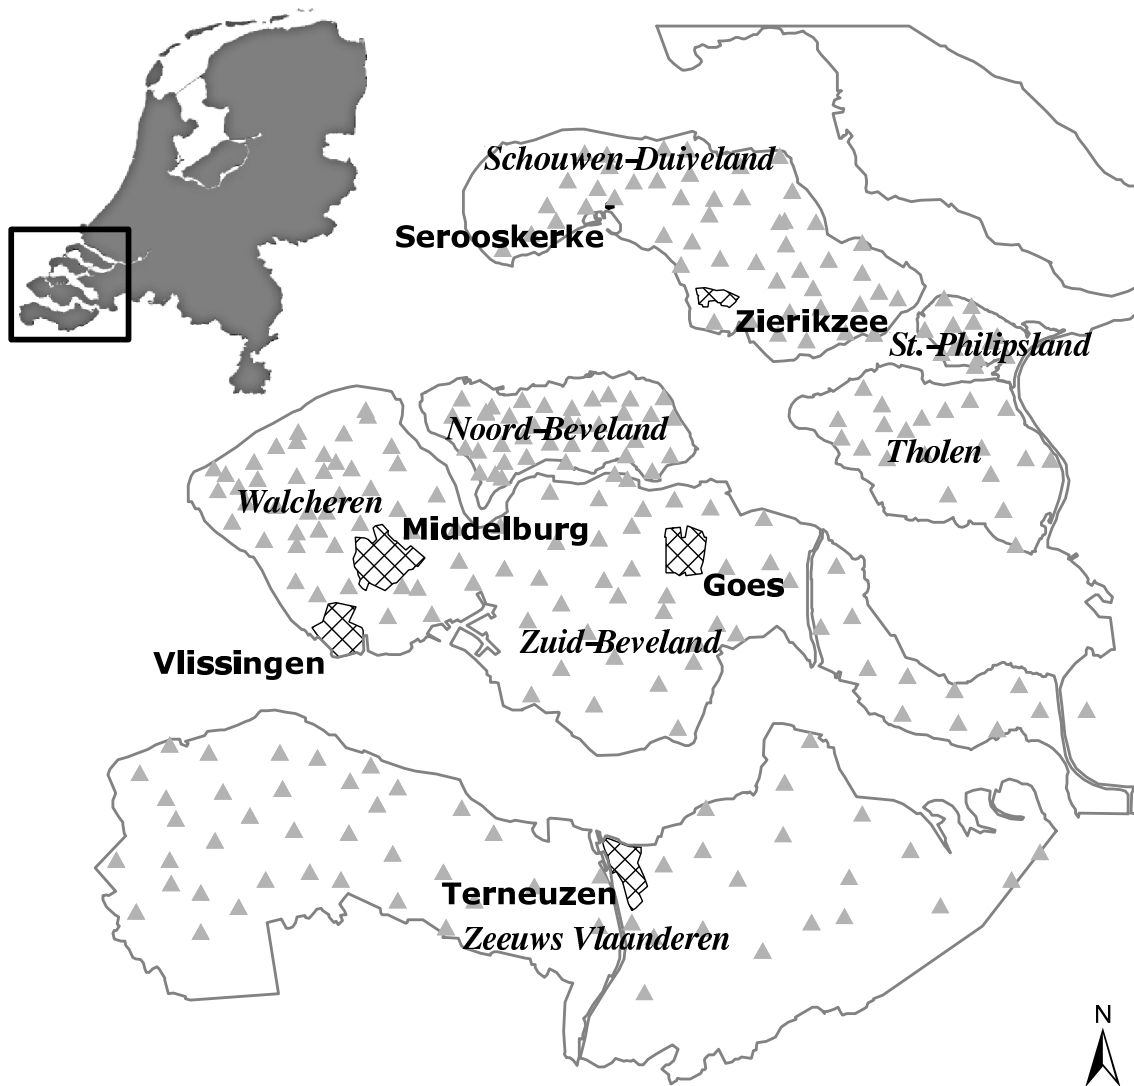 Schouwen-Duiveland
Serooskerke
Zierikzee
St.-Philipsland
Noord-Beveland
Tholen
Walcheren
Middelburg
Goes
Zuid-Beveland
Vlissingen
Terneuzen
Zeeuws Vlaanderen
N